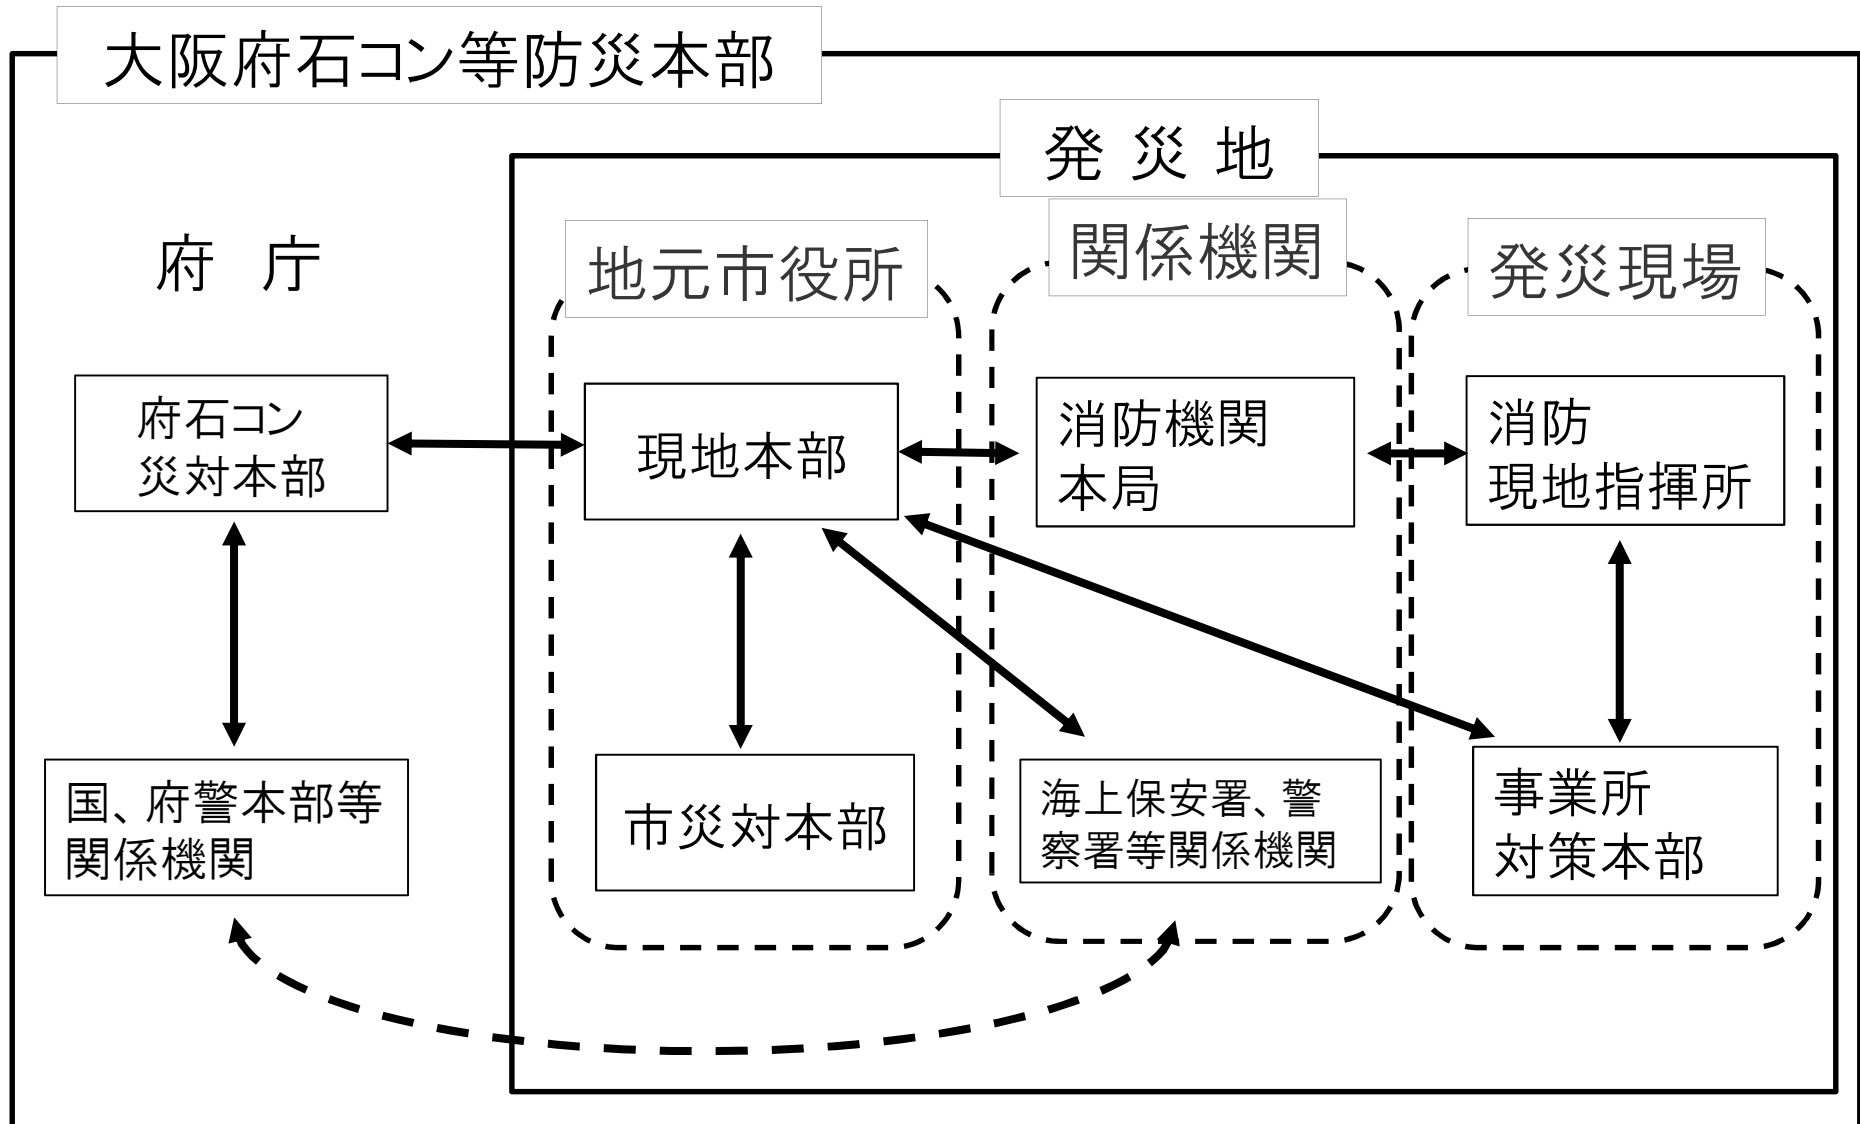 大阪府石コン等防災本部
発災地
府庁
地元市役所
関係機関
発災現場
府石コン
災対本部
現地本部
消防機関
本局
消防
現地指揮所
国、府警本部等
関係機関
市災対本部
海上保安署、警
察署等関係機関
事業所
対策本部